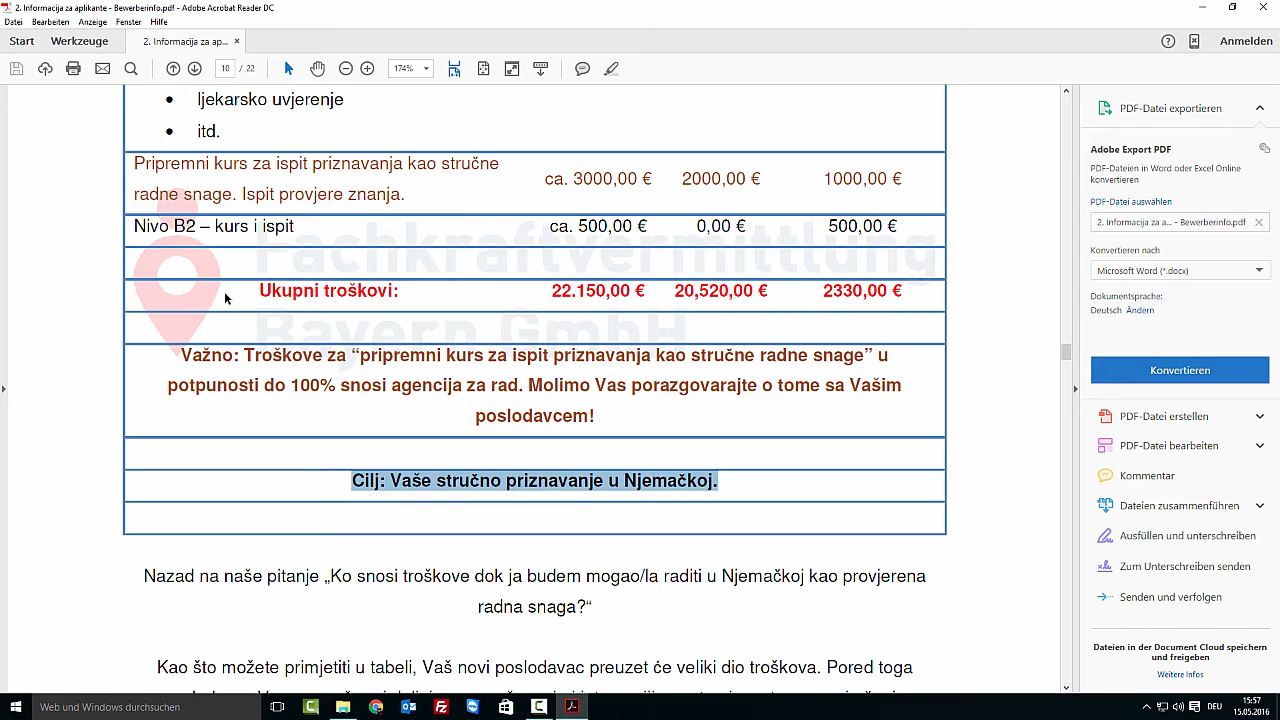 2. Informacija za aplikante - Bewerberinfo.pdf - Adobe Acrobat Reader DC
Datei Bearbeiten Anzeige Fenster Hilfe
Start Werkzeuge 2. Informacija za ap... × Anmelden
10 / 22 174%
ljekarsko uvjerenje
itd.
Pripremni kurs za ispit priznavanja kao stručne
radne snage. Ispit provjere znanja.
ca. 3000,00 € 2000,00 € 1000,00 €
Nivo B2 – kurs i ispit ca. 500,00 € 0,00 € 500,00 €
Fachkraftvermittlung
Bayern GmbH
Ukupni troškovi: 22.150,00 € 20,520,00 € 2330,00 €
Važno: Troškove za “pripremni kurs za ispit priznavanja kao stručne radne snage” u
potpunosti do 100% snosi agencija za rad. Molimo Vas porazgovarajte o tome sa Vašim
poslodavcem!
Cilj: Vaše stručno priznavanje u Njemačkoj.
Nazad na naše pitanje „Ko snosi troškove dok ja budem mogao/la raditi u Njemačkoj kao provjerena
radna snaga?“
Kao što možete primjetiti u tabeli, Vaš novi poslodavac preuzet će veliki dio troškova. Pored toga
PDF-Datei exportieren
Adobe Export PDF
PDF-Dateien in Word oder Excel Online
konvertieren
PDF-Datei auswählen
2. Informacija za a... - Bewerberinfo.pdf ×
Konvertieren nach
Microsoft Word (*.docx)
Dokumentsprache:
Deutsch Ändern
Konvertieren
PDF-Datei erstellen
PDF-Datei bearbeiten
Kommentar
Dateien zusammenführen
Ausfüllen und unterschreiben
Zum Unterschreiben senden
Senden und verfolgen
Dateien in der Document Cloud speichern
und freigeben
Weitere Infos
Web und Windows durchsuchen
DEU
15:57
15.05.2016